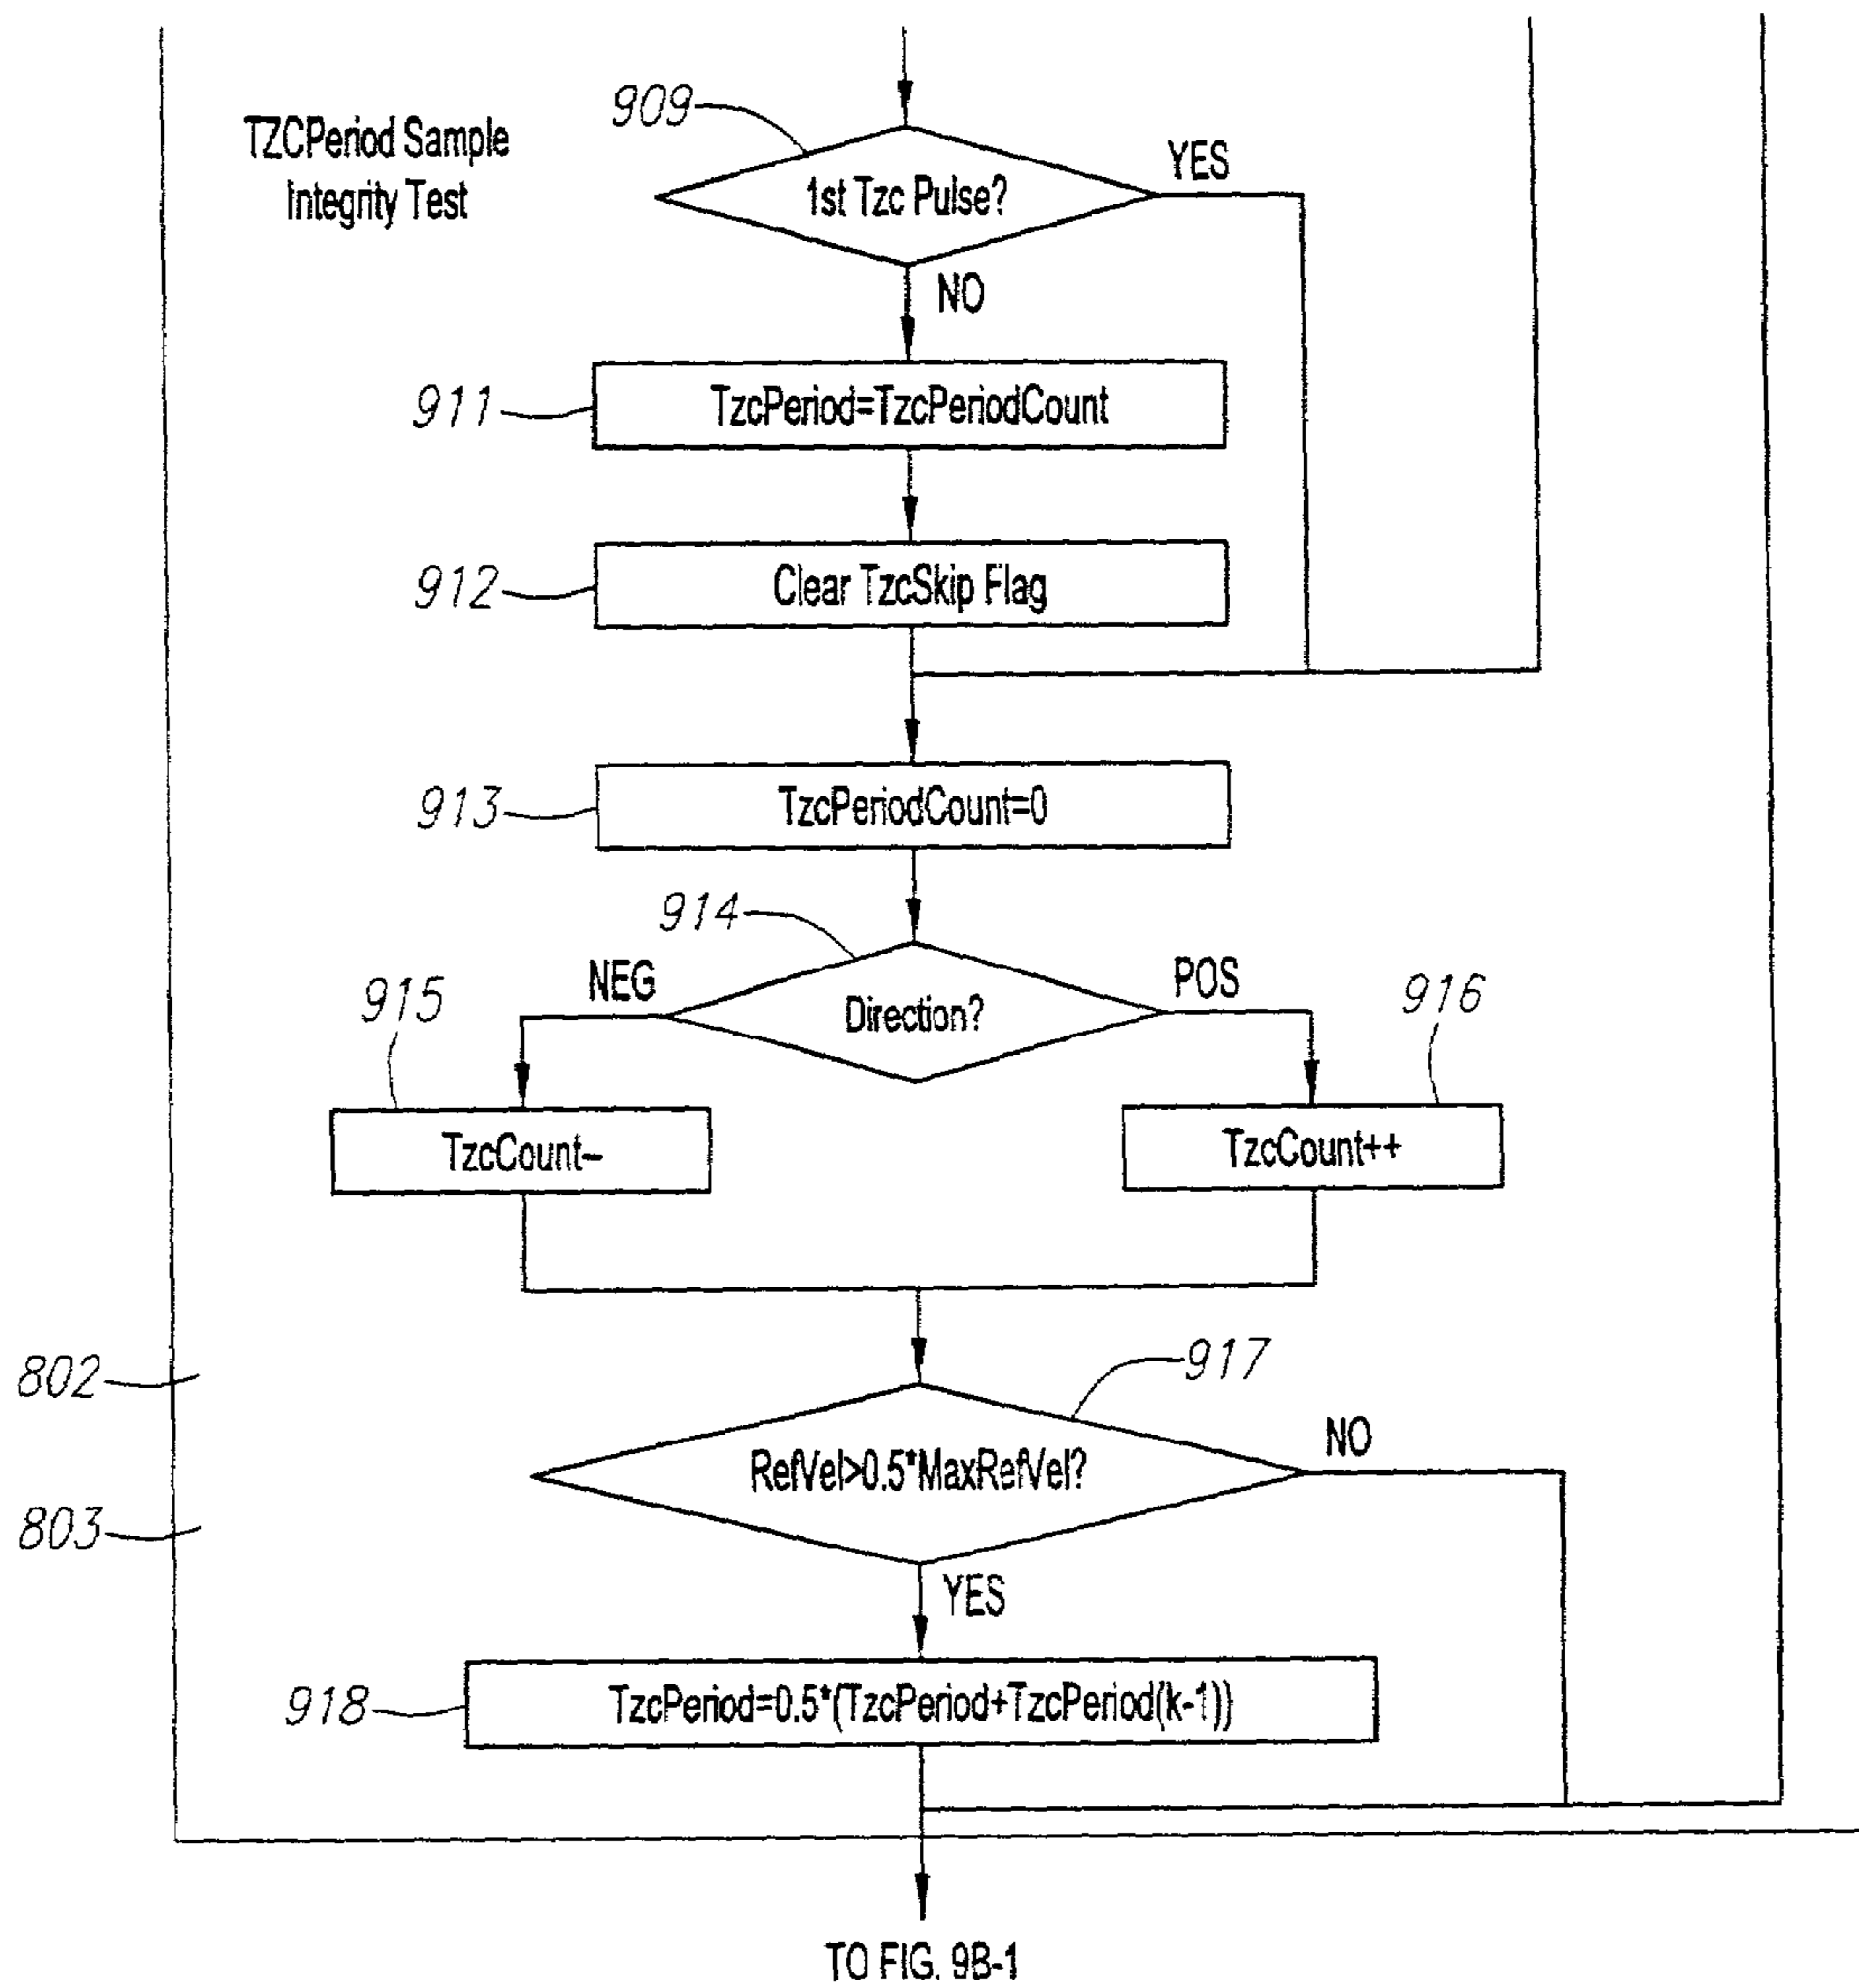 909
TZCPeriod Sample
Integrity Test
1st Tzc Pulse?
YES
NO
911
TzcPeriod=TzcPeriodCount
912
Clear TzcSkip Flag
913
TzcPeriodCount=0
914
NEG
Direction?
POS
915
916
TzcCount–
TzcCount++
802
917
RefVel>0.5*MaxRefVel?
NO
803
YES
918
TzcPeriod=0.5*(TzcPeriod+TzcPeriod(k-1))
TO FIG. 9B-1